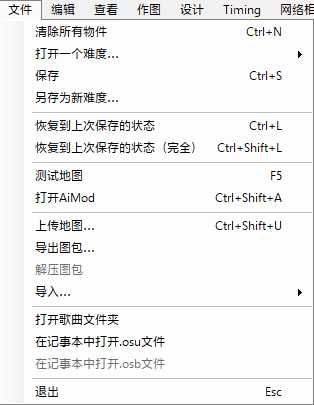 文件 编辑 查看 作图 设计 Timing 网络相
清除所有物件 Ctrl+N
打开一个难度...
保存 Ctrl+S
另存为新难度...
恢复到上次保存的状态 Ctrl+L
恢复到上次保存的状态（完全） Ctrl+Shift+L
测试地图 F5
打开AiMod Ctrl+Shift+A
上传地图... Ctrl+Shift+U
导出图包...
解压图包
导入...
打开歌曲文件夹
在记事本中打开.osu文件
在记事本中打开.osb文件
退出 Esc